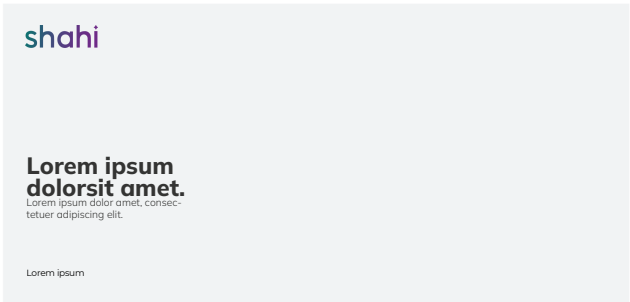 shahi
Lorem ipsum
dolorsit amet.
Lorem ipsum dolor amet, consec-
tetuer adipiscing elit.
Lorem ipsum